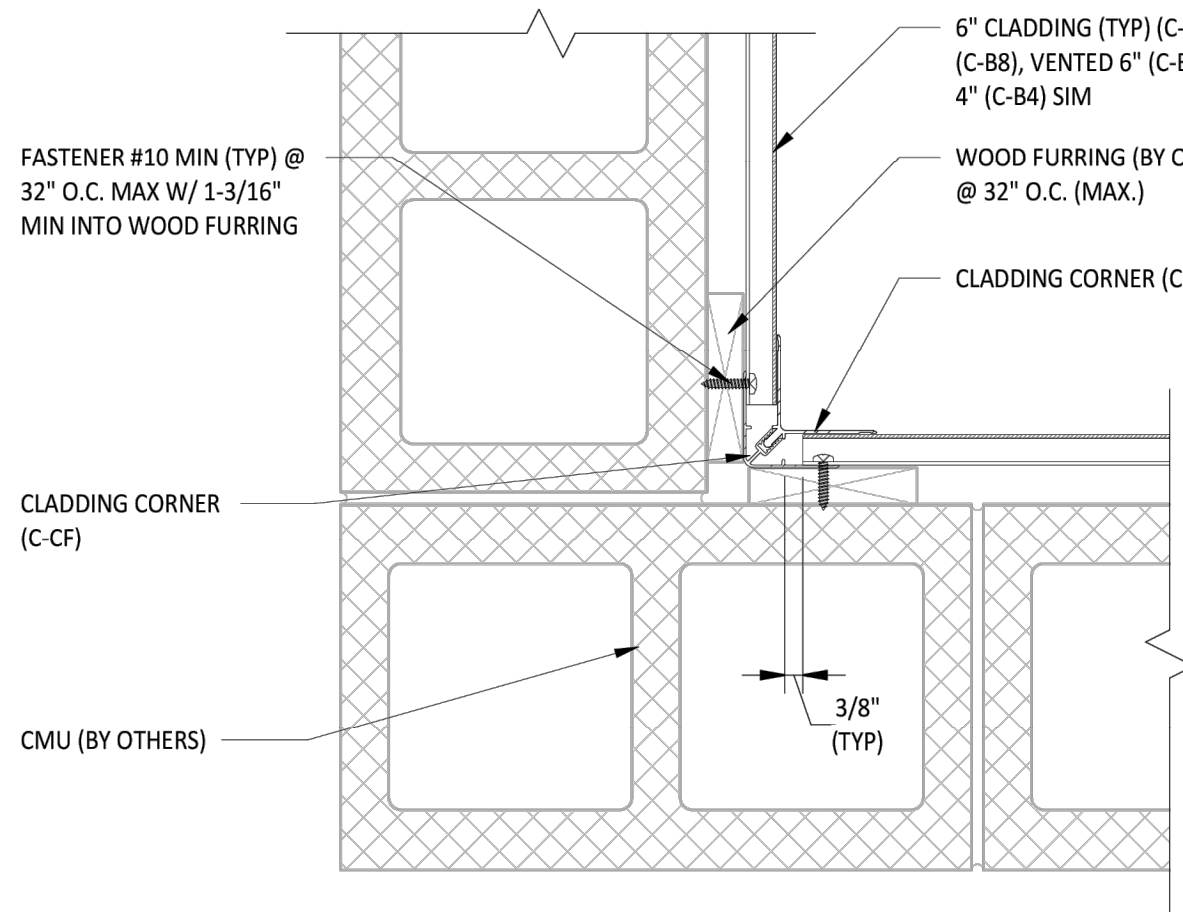 6" CLADDING (TYP) (C-
(C-B8), VENTED 6" (C-
4" (C-B4) SIM
FASTENER #10 MIN (TYP) @
32" O.C. MAX W/ 1-3/16"
MIN INTO WOOD FURRING
WOOD FURRING (BY
@ 32" O.C. (MAX.)
CLADDING CORNER (C
CLADDING CORNER
(C-CF)
CMU (BY OTHERS)
3/8"
(TYP)